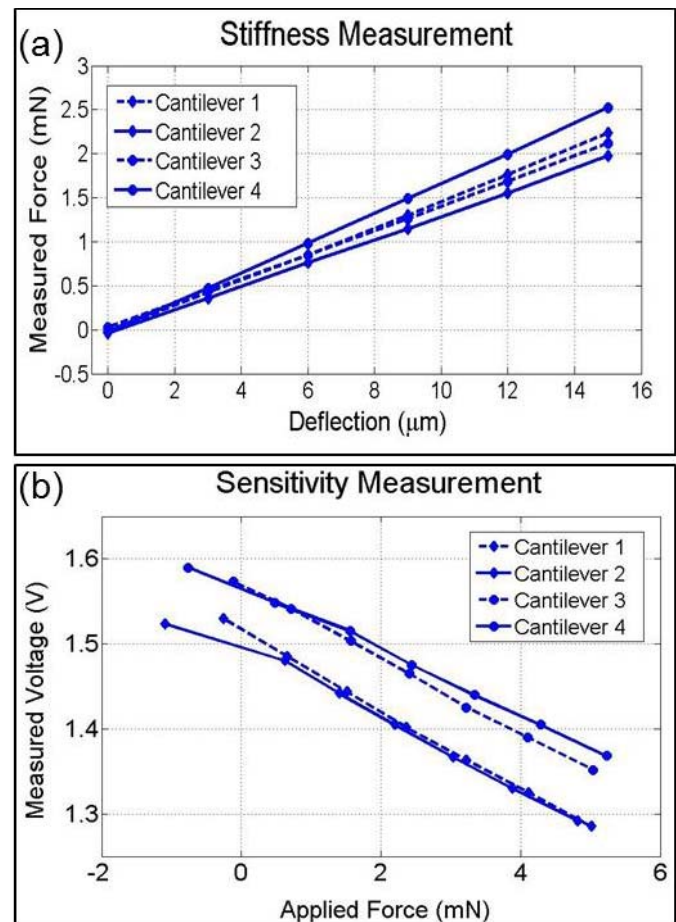 (a)
Stiffness Measurement
3
2.5
2
1.5
1
0.5
0
-0.5
Measured Force (mN)
Cantilever 1
Cantilever 2
Cantilever 3
Cantilever 4
0 2 4 6 8 10 12 14 16
Deflection (μm)
(b)
Sensitivity Measurement
1.6
1.5
1.4
1.3
Measured Voltage (V)
Cantilever 1
Cantilever 2
Cantilever 3
Cantilever 4
-2 0 2 4 6
Applied Force (mN)